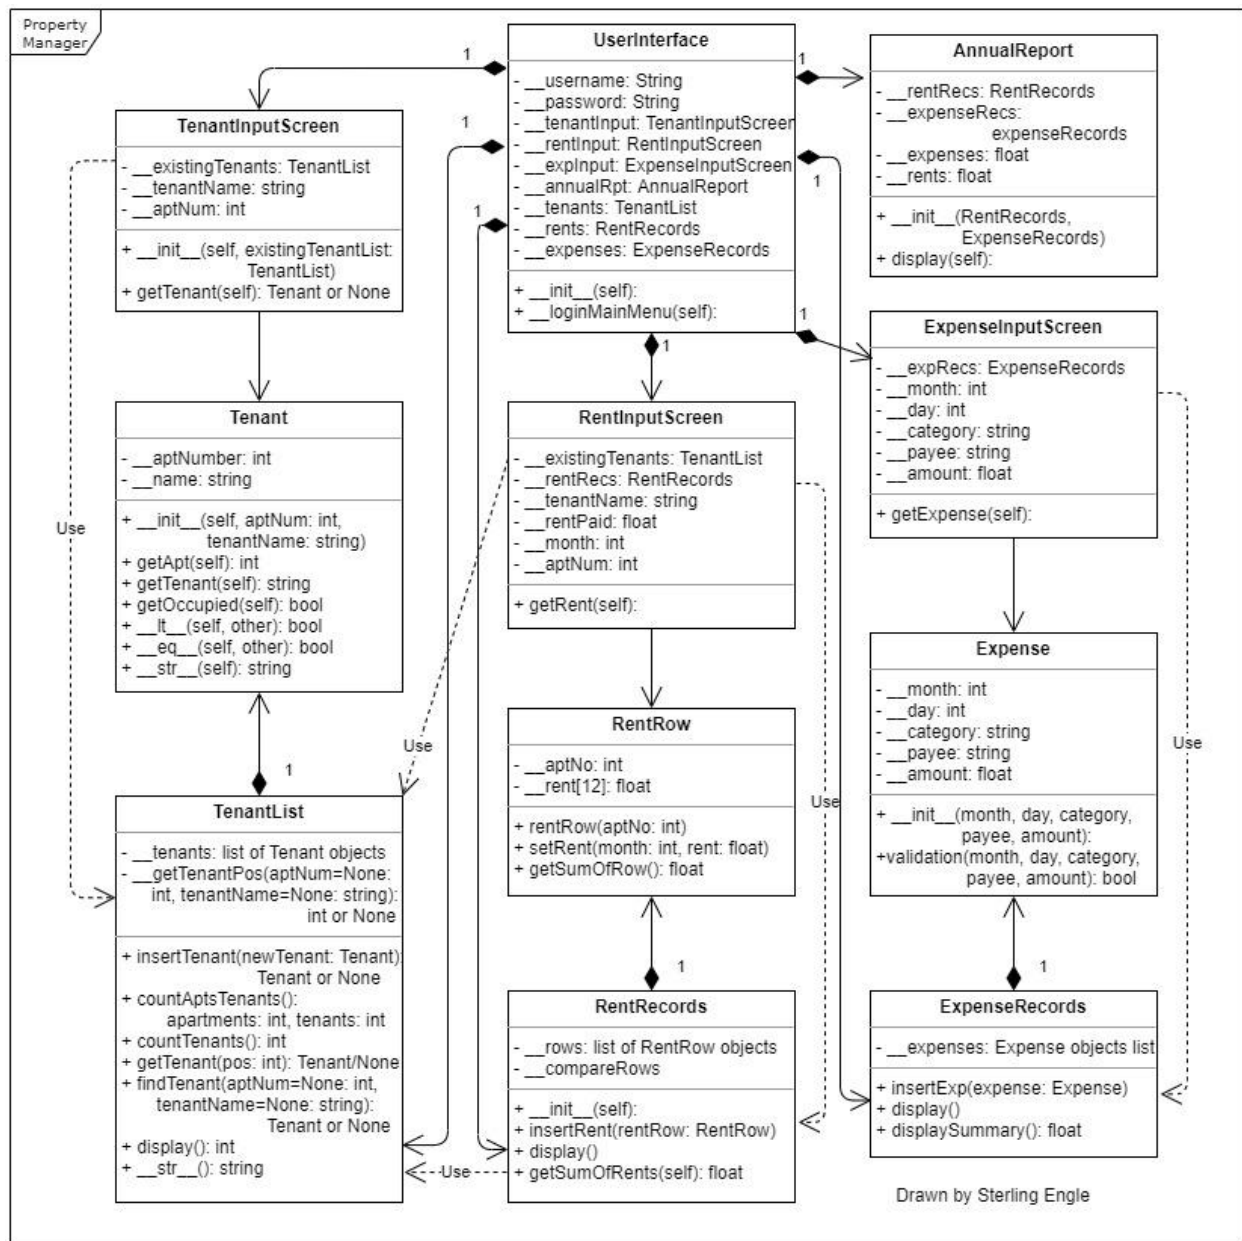 Property
Manager
UserInterface
- __username: String
- __password: String
- __tenantInput: TenantInputScreen
- __rentInput: RentInputScreen
- __expInput: ExpenseInputScreen
- __annualRpt: AnnualReport
- __tenants: TenantList
- __rents: RentRecords
- __expenses: ExpenseRecords
+ __init__(self):
+ __loginMainMenu(self):
1
1
1
1
1
1
1
AnnualReport
- __rentRecs: RentRecords
- __expenseRecs:
expenseRecords
- __expenses: float
- __rents: float
+ __init__(RentRecords,
ExpenseRecords)
+ display(self):
TenantInputScreen
- __existingTenants: TenantList
- __tenantName: string
- __aptNum: int
+ __init__(self, existingTenantList:
TenantList)
+ getTenant(self): Tenant or None
ExpenseInputScreen
- __expRecs: ExpenseRecords
- __month: int
- __day: int
- __category: string
- __payee: string
- __amount: float
+ getExpense(self):
Tenant
- __aptNumber: int
- __name: string
+ __init__(self, aptNum: int,
tenantName: string)
+ getApt(self): int
+ getTenant(self): string
+ getOccupied(self): bool
+ __lt__(self, other): bool
+ __eq__(self, other): bool
+ __str__(self): string
Use
RentInputScreen
- __existingTenants: TenantList
- __rentRecs: RentRecords
- __tenantName: string
- __rentPaid: float
- __month: int
- __aptNum: int
+ getRent(self):
Use
Use
Use
Expense
- __month: int
- __day: int
- __category: string
- __payee: string
- __amount: float
+ __init__(month, day, category,
payee, amount):
+validation(month, day, category,
payee, amount): bool
RentRow
- __aptNo: int
- __rent[12]: float
+ rentRow(aptNo: int)
+ setRent(month: int, rent: float)
+ getSumOfRow(): float
1
1
1
TenantList
- __tenants: list of Tenant objects
- __getTenantPos(aptNum=None:
int, tenantName=None: string):
int or None
+ insertTenant(newTenant: Tenant):
Tenant or None
+ countAptsTenants():
apartments: int, tenants: int
+ countTenants(): int
+ getTenant(pos: int): Tenant/None
+ findTenant(aptNum=None: int,
tenantName=None: string):
Tenant or None
+ display(): int
+ __str__(): string
Use
RentRecords
- __rows: list of RentRow objects
- __compareRows
+ __init__(self):
+ insertRent(rentRow: RentRow)
+ display()
+ getSumOfRents(self): float
ExpenseRecords
- __expenses: Expense objects list
+ insertExp(expense: Expense)
+ display()
+ displaySummary(): float
Drawn by Sterling Engle